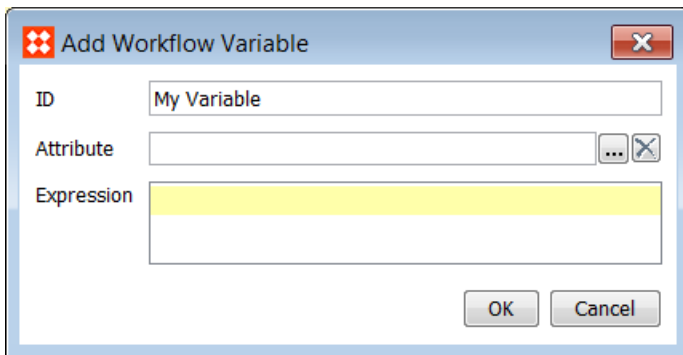 Add Workflow Variable
ID My Variable
Attribute ...
Expression
OK Cancel